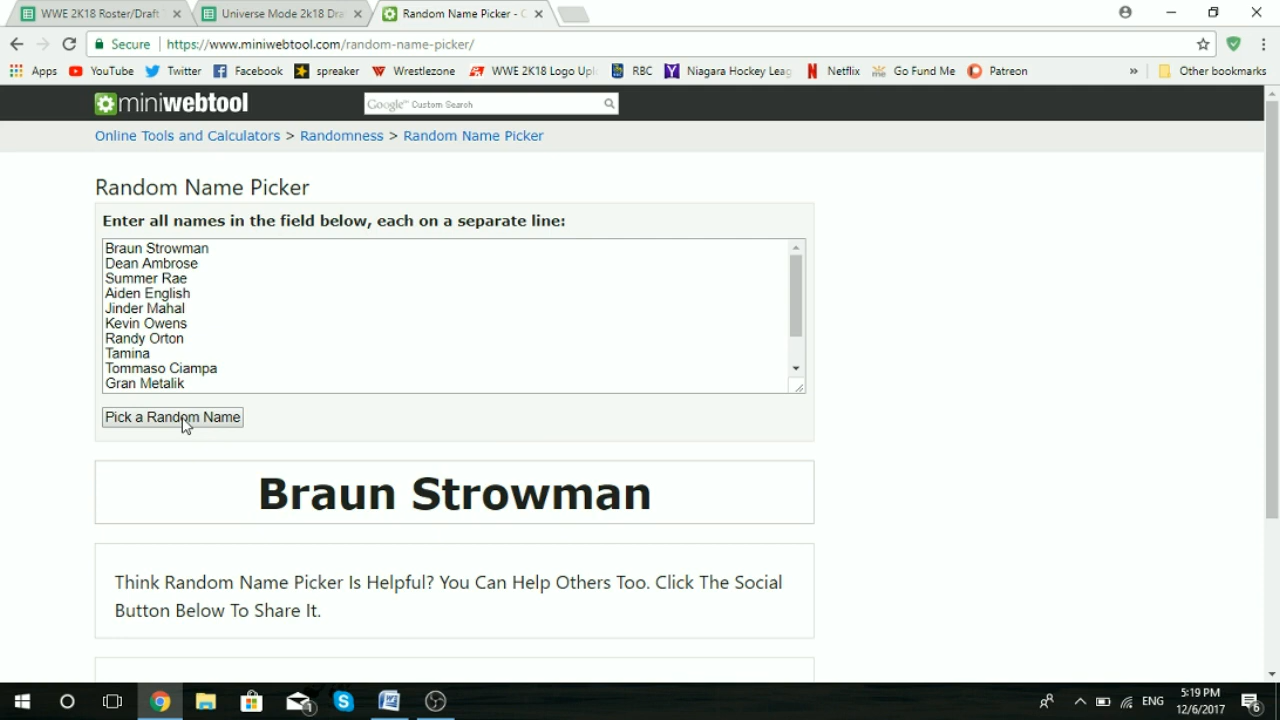 WWE 2K18 Roster/Draft
Universe Mode 2k18 Dra
Random Name Picker - C
Secure
https://www.miniwebtool.com/random-name-picker/
Apps
YouTube
Twitter
Facebook
spreaker
Wrestlezone
WWE 2K18 Logo Upl
RBC
Niagara Hockey Leag
Netflix
Go Fund Me
Patreon
»
Other bookmarks
miniwebtool
Google™ Custom Search
Online Tools and Calculators > Randomness > Random Name Picker
Random Name Picker
Enter all names in the field below, each on a separate line:
Braun Strowman
Dean Ambrose
Summer Rae
Aiden English
Jinder Mahal
Kevin Owens
Randy Orton
Tamina
Tommaso Ciampa
Gran Metalik
Pick a Random Name
Braun Strowman
Think Random Name Picker Is Helpful? You Can Help Others Too. Click The Social
Button Below To Share It.
ENG
5:19 PM
12/6/2017
6